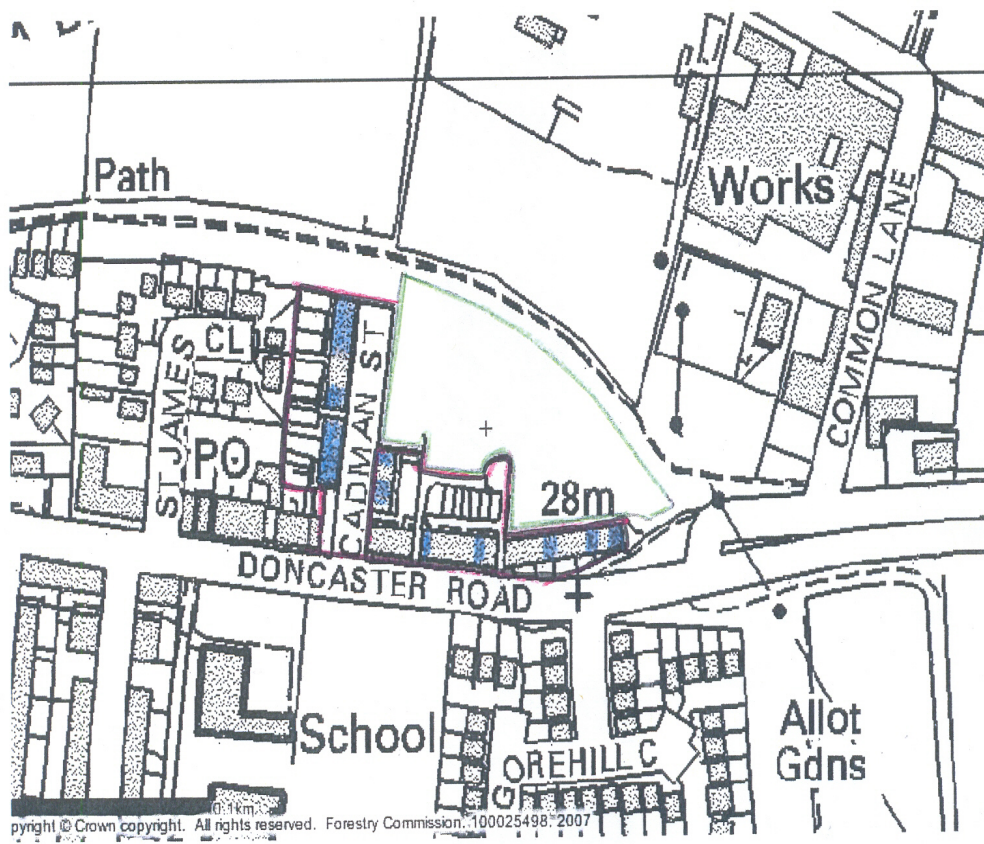 Path
Works
COMMON LANE
CL
ST JAMES
PO
CADMAN ST
28m
DONCASTER ROAD
School
GOREHILL C
Allot
Gdns
0.1km
pyright © Crown copyright. All rights reserved. Forestry Commission. 100025498. 2007